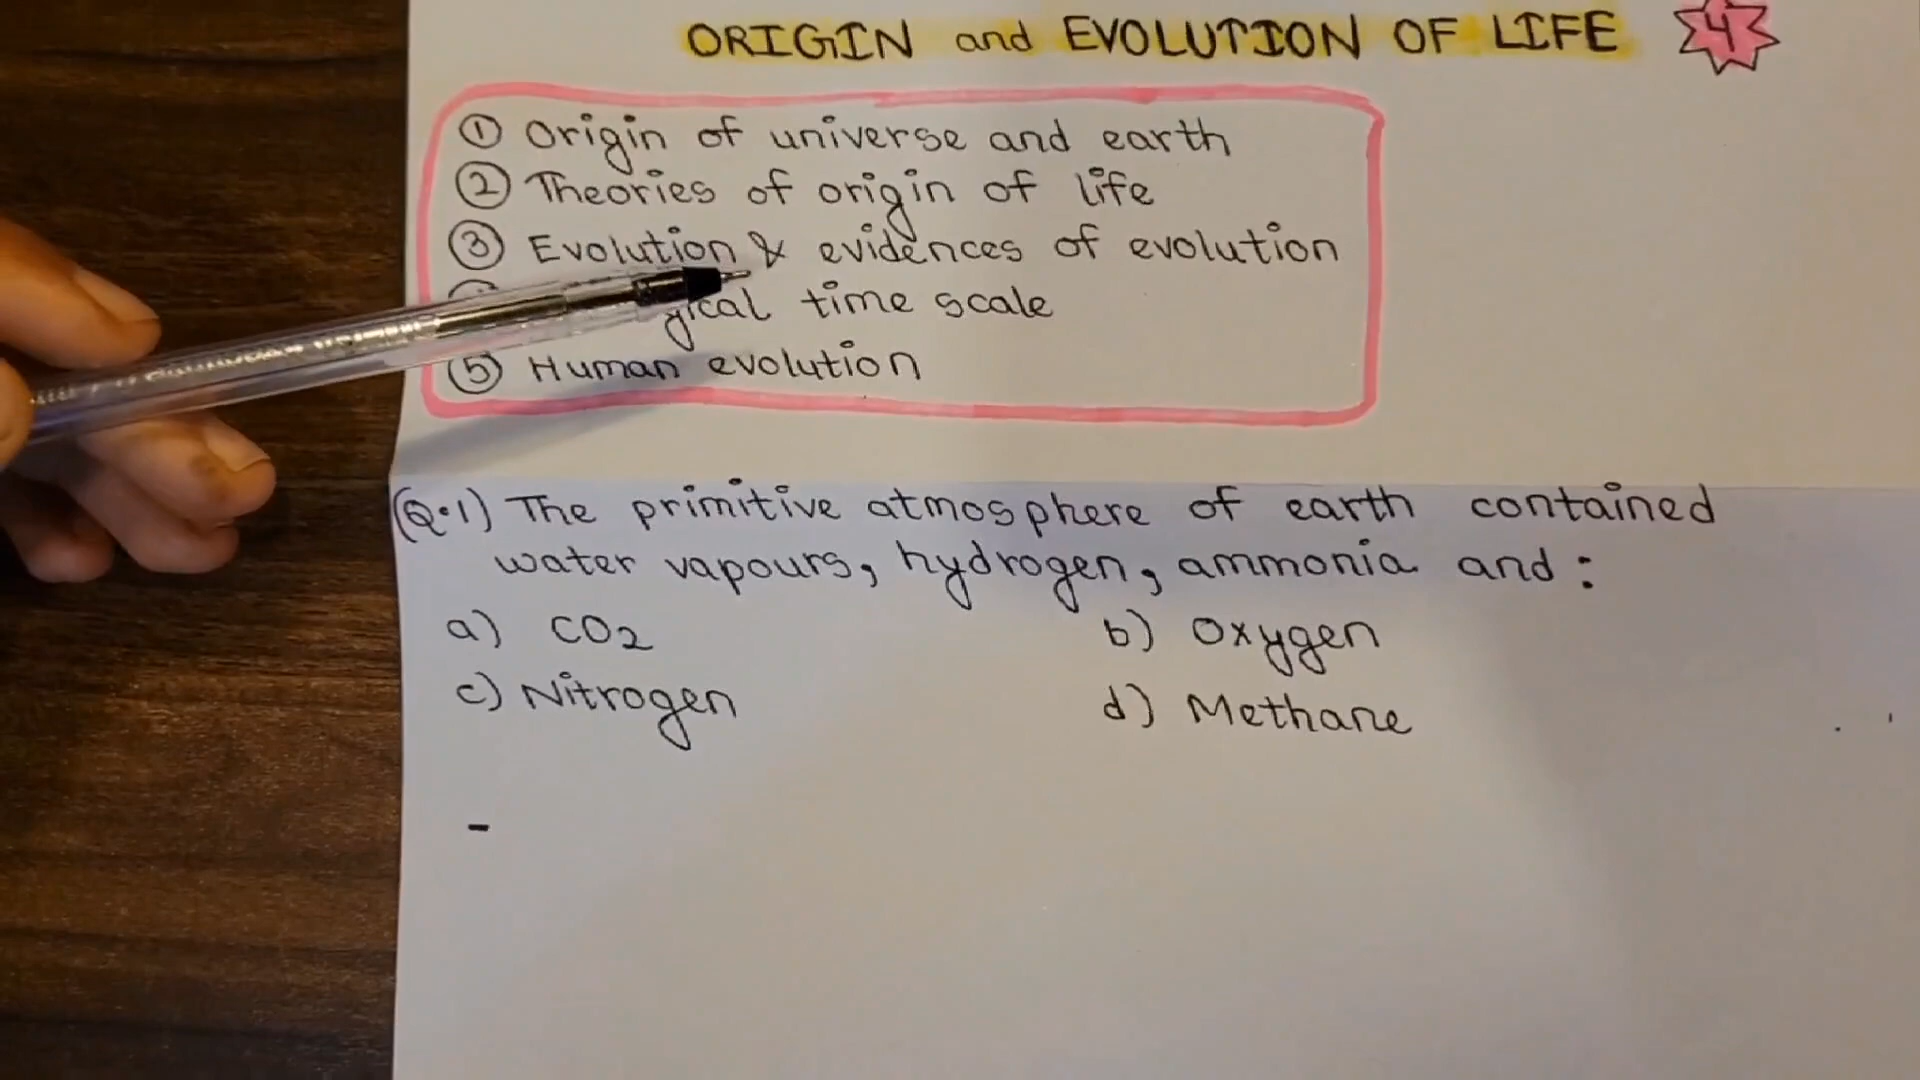 ORIGIN and EVOLUTION OF LIFE 4
① Origin of universe and earth
② Theories of origin of life
③ Evolution & evidences of evolution
time scale
⑤ Human evolution
(Q.1) The primitive atmosphere of earth contained
water vapours, hydrogen, ammonia and :
a) CO2 b) Oxygen
c) Nitrogen d) Methane
-